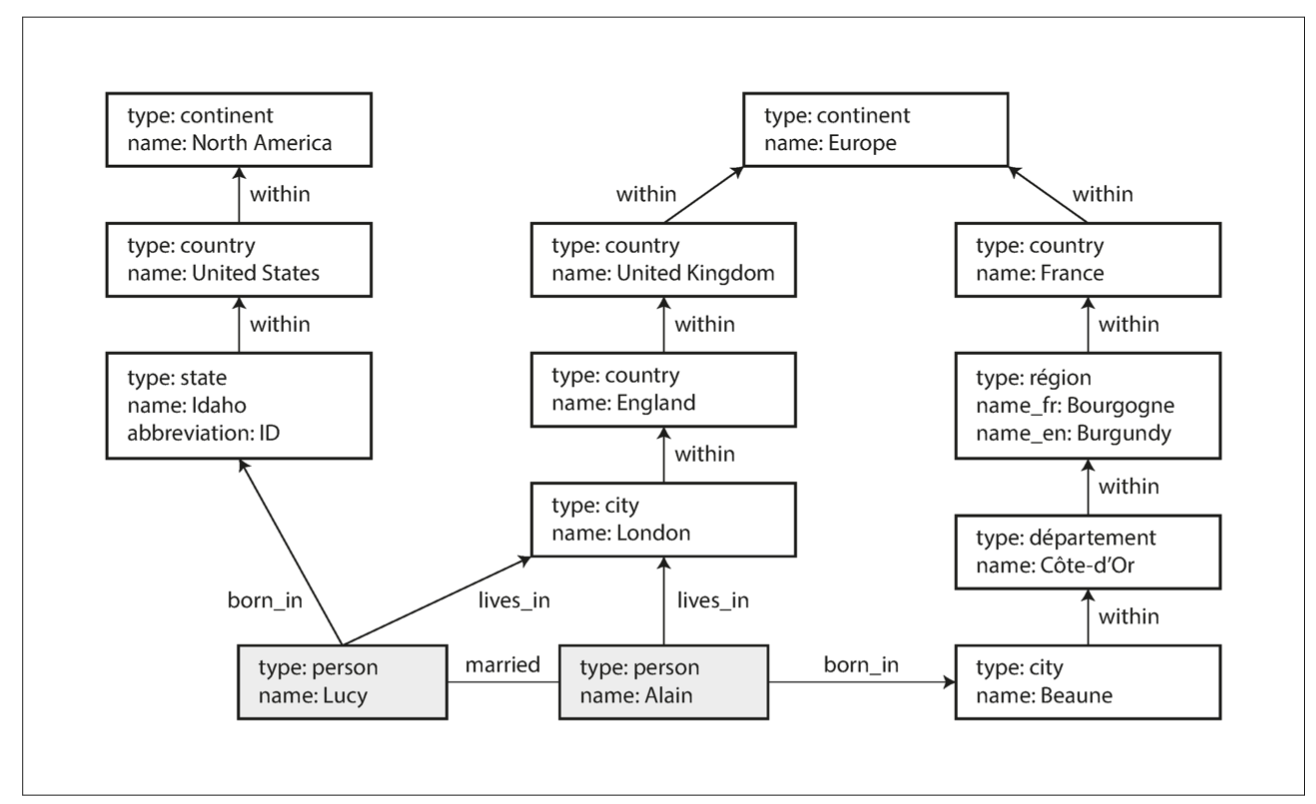 type: continent
name: North America
type: continent
name: Europe
within
within
within
type: country
name: United States
type: country
name: United Kingdom
type: country
name: France
within
within
within
type: state
name: Idaho
abbreviation: ID
type: country
name: England
type: région
name_fr: Bourgogne
name_en: Burgundy
within
within
type: city
name: London
type: département
name: Côte-d’Or
born_in
lives_in
lives_in
within
type: person
name: Lucy
married
type: person
name: Alain
born_in
type: city
name: Beaune